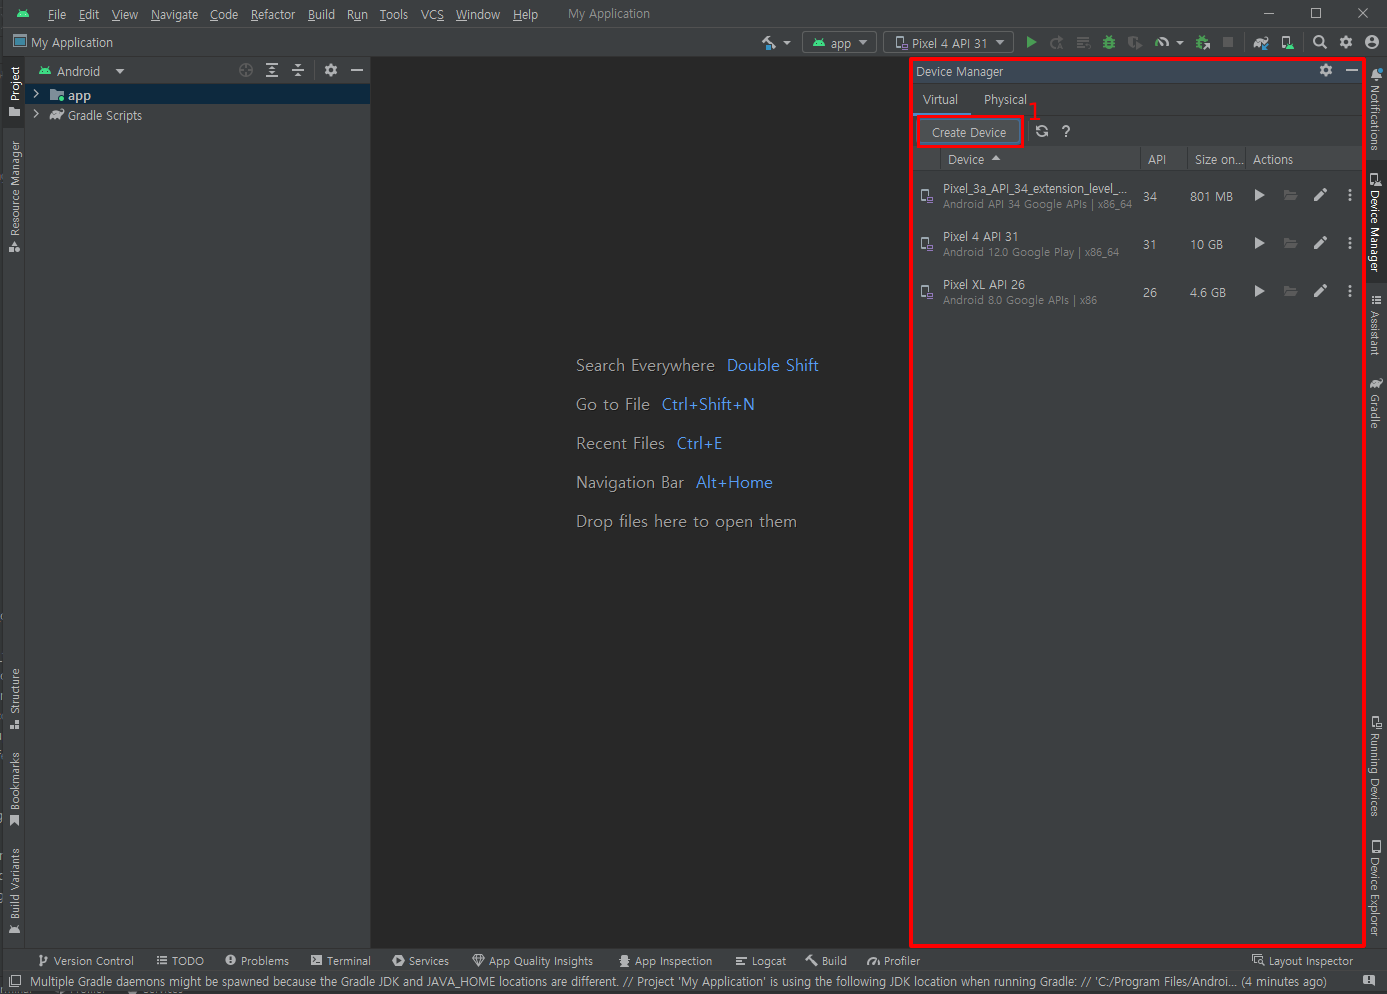 File Edit View Navigate Code Refactor Build Run Tools VCS Window Help My Application
My Application
app
Pixel 4 API 31
Android
app
Gradle Scripts
Project
Resource Manager
Structure
Bookmarks
Build Variants
Search Everywhere Double Shift
Go to File Ctrl+Shift+N
Recent Files Ctrl+E
Navigation Bar Alt+Home
Drop files here to open them
Device Manager
Virtual Physical
1
Create Device ?
Device API Size on... Actions
Pixel_3a_API_34_extension_level_... 34 801 MB
Android API 34 Google APIs | x86_64
Pixel 4 API 31 31 10 GB
Android 12.0 Google Play | x86_64
Pixel XL API 26 26 4.6 GB
Android 8.0 Google APIs | x86
Notifications
Device Manager
Assistant
Gradle
Running Devices
Device Explorer
Version Control TODO Problems Terminal Services App Quality Insights App Inspection Logcat Build Profiler Layout Inspector
Multiple Gradle daemons might be spawned because the Gradle JDK and JAVA_HOME locations are different. // Project 'My Application' is using the following JDK location when running Gradle: // 'C:/Program Files/Androi... (4 minutes ago)